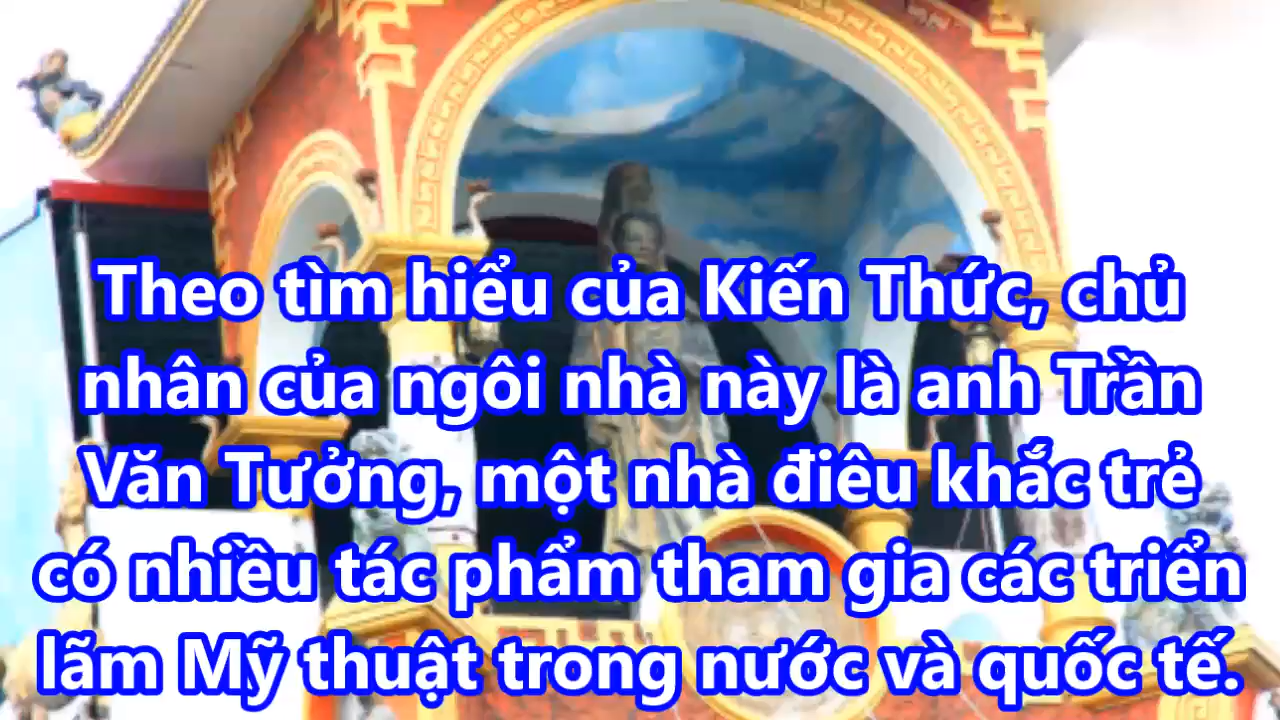 Theo tìm hiểu của Kiến Thức, chủ
nhân của ngôi nhà này là anh Trần
Văn Tưởng, một nhà điêu khắc trẻ
có nhiều tác phẩm tham gia các triển
lãm Mỹ thuật trong nước và quốc tế.